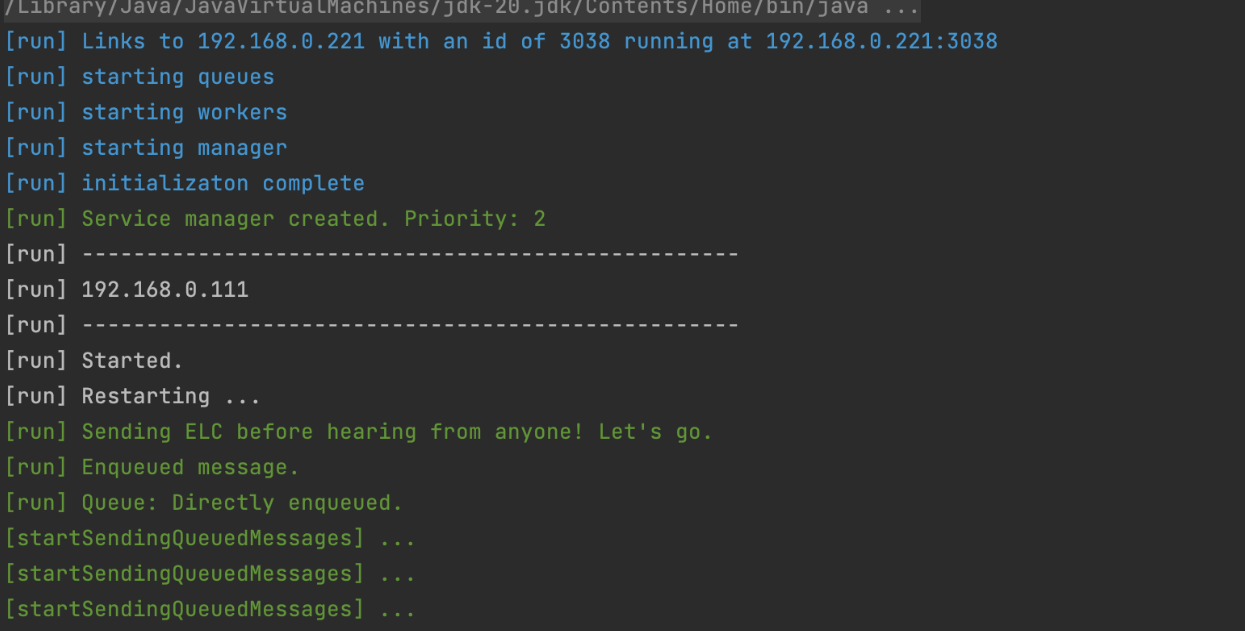 /Library/Java/JavaVirtualMachines/jdk-20.jdk/Contents/Home/bin/java ...
[run] Links to 192.168.0.221 with an id of 3038 running at 192.168.0.221:3038
[run] starting queues
[run] starting workers
[run] starting manager
[run] initializaton complete
[run] Service manager created. Priority: 2
[run] ---------------------------------------------------
[run] 192.168.0.111
[run] ---------------------------------------------------
[run] Started.
[run] Restarting ...
[run] Sending ELC before hearing from anyone! Let's go.
[run] Enqueued message.
[run] Queue: Directly enqueued.
[startSendingQueuedMessages] ...
[startSendingQueuedMessages] ...
[startSendingQueuedMessages] ...